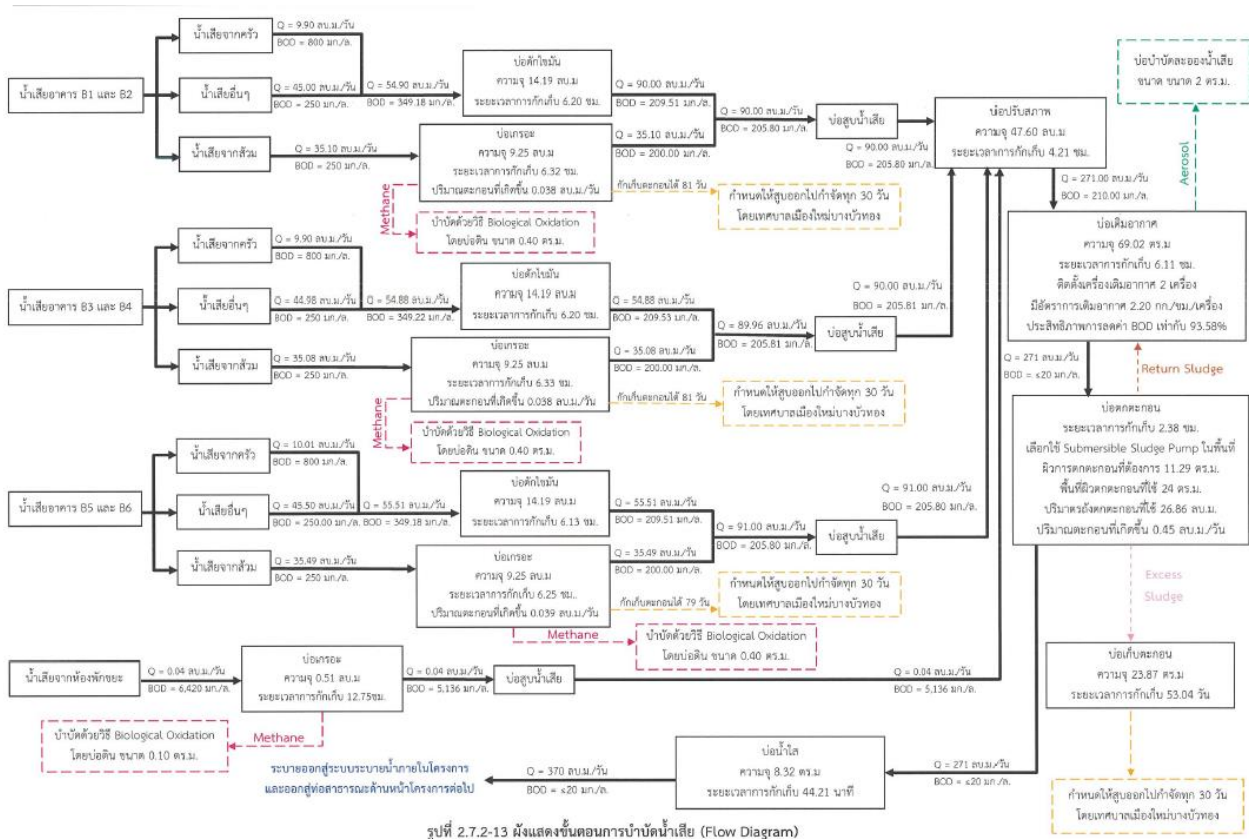 น้ำเสียอาคาร B1 และ B2
น้ำเสียจากครัว
Q = 9.90 ลบ.ม./วัน
BOD = 800 มก./ล.
น้ำเสียอื่นๆ
Q = 45.00 ลบ.ม./วัน
BOD = 250 มก./ล.
Q = 54.90 ลบ.ม./วัน
BOD = 349.18 มก./ล.
น้ำเสียจากส้วม
Q = 35.10 ลบ.ม./วัน
BOD = 250 มก./ล.
บ่อดักไขมัน
ความจุ 14.19 ลบ.ม
ระยะเวลาการกักเก็บ 6.20 ชม.
Q = 90.00 ลบ.ม./วัน
BOD = 209.51 มก./ล.
บ่อเกรอะ
ความจุ 9.25 ลบ.ม
ระยะเวลาการกักเก็บ 6.32 ชม.
ปริมาณตะกอนที่เกิดขึ้น 0.038 ลบ.ม/วัน
Q = 35.10 ลบ.ม./วัน
BOD = 200.00 มก./ล.
Q = 90.00 ลบ.ม./วัน
BOD = 205.80 มก./ล.
บ่อสูบน้ำเสีย
Q = 90.00 ลบ.ม./วัน
BOD = 205.80 มก./ล.
Methane
บำบัดด้วยวิธี Biological Oxidation
โดยบ่อดิน ขนาด 0.40 ตร.ม.
กักเก็บตะกอนได้ 81 วัน
กำหนดให้สูบออกไปกำจัดทุก 30 วัน
โดยเทศบาลเมืองใหม่บางบัวทอง
น้ำเสียอาคาร B3 และ B4
น้ำเสียจากครัว
Q = 9.90 ลบ.ม./วัน
BOD = 800 มก./ล.
น้ำเสียอื่นๆ
Q = 44.98 ลบ.ม./วัน
BOD = 250 มก./ล.
Q = 54.88 ลบ.ม./วัน
BOD = 349.22 มก./ล.
น้ำเสียจากส้วม
Q = 35.08 ลบ.ม./วัน
BOD = 250 มก./ล.
บ่อดักไขมัน
ความจุ 14.19 ลบ.ม
ระยะเวลาการกักเก็บ 6.20 ชม.
Q = 54.88 ลบ.ม./วัน
BOD = 209.53 มก./ล.
บ่อเกรอะ
ความจุ 9.25 ลบ.ม
ระยะเวลาการกักเก็บ 6.33 ชม.
ปริมาณตะกอนที่เกิดขึ้น 0.038 ลบ.ม/วัน
Q = 35.08 ลบ.ม./วัน
BOD = 200.00 มก./ล.
Q = 89.96 ลบ.ม./วัน
BOD = 205.81 มก./ล.
บ่อสูบน้ำเสีย
Q = 90.00 ลบ.ม./วัน
BOD = 205.81 มก./ล.
Methane
บำบัดด้วยวิธี Biological Oxidation
โดยบ่อดิน ขนาด 0.40 ตร.ม.
กักเก็บตะกอนได้ 81 วัน
กำหนดให้สูบออกไปกำจัดทุก 30 วัน
โดยเทศบาลเมืองใหม่บางบัวทอง
น้ำเสียอาคาร B5 และ B6
น้ำเสียจากครัว
Q = 10.01 ลบ.ม./วัน
BOD = 800 มก./ล.
น้ำเสียอื่นๆ
Q = 45.50 ลบ.ม./วัน
BOD = 250.00 มก./ล.
Q = 55.51 ลบ.ม./วัน
BOD = 349.18 มก./ล.
น้ำเสียจากส้วม
Q = 35.49 ลบ.ม./วัน
BOD = 250 มก./ล.
บ่อดักไขมัน
ความจุ 14.19 ลบ.ม
ระยะเวลาการกักเก็บ 6.13 ชม.
Q = 55.51 ลบ.ม./วัน
BOD = 209.51 มก./ล.
บ่อเกรอะ
ความจุ 9.25 ลบ.ม
ระยะเวลาการกักเก็บ 6.25 ชม.
ปริมาณตะกอนที่เกิดขึ้น 0.039 ลบ.ม/วัน
Q = 35.49 ลบ.ม./วัน
BOD = 200.00 มก./ล.
Q = 91.00 ลบ.ม./วัน
BOD = 205.80 มก./ล.
บ่อสูบน้ำเสีย
Q = 91.00 ลบ.ม./วัน
BOD = 205.80 มก./ล.
Methane
บำบัดด้วยวิธี Biological Oxidation
โดยบ่อดิน ขนาด 0.40 ตร.ม.
กักเก็บตะกอนได้ 79 วัน
กำหนดให้สูบออกไปกำจัดทุก 30 วัน
โดยเทศบาลเมืองใหม่บางบัวทอง
น้ำเสียจากห้องพักขยะ
Q = 0.04 ลบ.ม./วัน
BOD = 6,420 มก./ล.
บ่อเกรอะ
ความจุ 0.51 ลบ.ม
ระยะเวลาการกักเก็บ 12.75ชม.
Q = 0.04 ลบ.ม./วัน
BOD = 5,136 มก./ล.
บ่อสูบน้ำเสีย
Q = 0.04 ลบ.ม./วัน
BOD = 5,136 มก./ล.
Methane
บำบัดด้วยวิธี Biological Oxidation
โดยบ่อดิน ขนาด 0.10 ตร.ม.
บ่อปรับสภาพ
ความจุ 47.60 ลบ.ม
ระยะเวลาการกักเก็บ 4.21 ชม.
Q = 271.00 ลบ.ม./วัน
BOD = 210.00 มก./ล.
บ่อบำบัดละอองน้ำเสีย
ขนาด ขนาด 2 ตร.ม.
Aerosol
บ่อเติมอากาศ
ความจุ 69.02 ตร.ม
ระยะเวลาการกักเก็บ 6.11 ชม.
ติดตั้งเครื่องเติมอากาศ 2 เครื่อง
มีอัตราการเติมอากาศ 2.20 กก./ชม/เครื่อง
ประสิทธิภาพการลดค่า BOD เท่ากับ 93.58%
Q = 271 ลบ.ม./วัน
BOD = ≤20 มก./ล.
Return Sludge
บ่อตกตะกอน
ระยะเวลาการกักเก็บ 2.38 ชม.
เลือกใช้ Submersible Sludge Pump ในพื้นที่
ผิวการตกตะกอนที่ต้องการ 11.29 ตร.ม.
พื้นที่ผิวตกตะกอนที่ใช้ 24 ตร.ม.
ปริมาตรถังตกตะกอนที่ใช้ 26.86 ลบ.ม.
ปริมาณตะกอนที่เกิดขึ้น 0.45 ลบ.ม./วัน
Excess
Sludge
บ่อเก็บตะกอน
ความจุ 23.87 ตร.ม
ระยะเวลาการกักเก็บ 53.04 วัน
กำหนดให้สูบออกไปกำจัดทุก 30 วัน
โดยเทศบาลเมืองใหม่บางบัวทอง
Q = 271 ลบ.ม./วัน
BOD = ≤20 มก./ล.
บ่อน้ำใส
ความจุ 8.32 ตร.ม
ระยะเวลาการกักเก็บ 44.21 นาที
Q = 370 ลบ.ม./วัน
BOD = ≤20 มก./ล.
ระบายออกสู่ระบบระบายน้ำภายในโครงการ
และออกสู่ท่อสาธารณะด้านหน้าโครงการต่อไป
รูปที่ 2.7.2-13 ผังแสดงขั้นตอนการบำบัดน้ำเสีย (Flow Diagram)